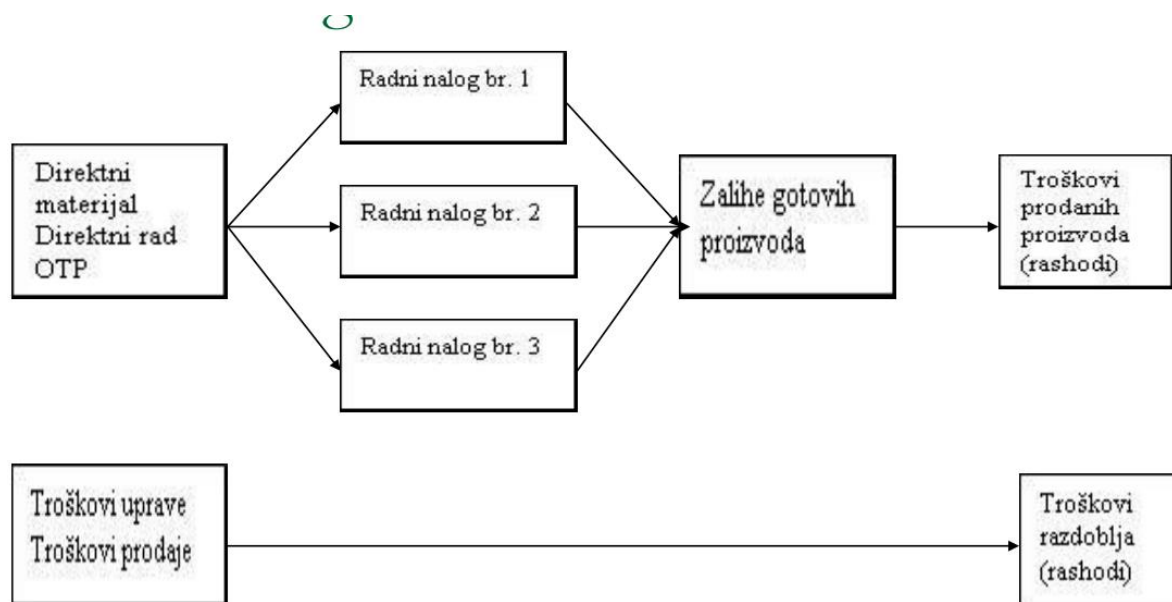 Radni nalog br. 1
Direktni
materijal
Direktni rad
OTP
Radni nalog br. 2
Radni nalog br. 3
Zalihe gotovih
proizvoda
Troškovi
prodanih
proizvoda
(rashodi)
Troškovi uprave
Troškovi prodaje
Troškovi
razdoblja
(rashodi)